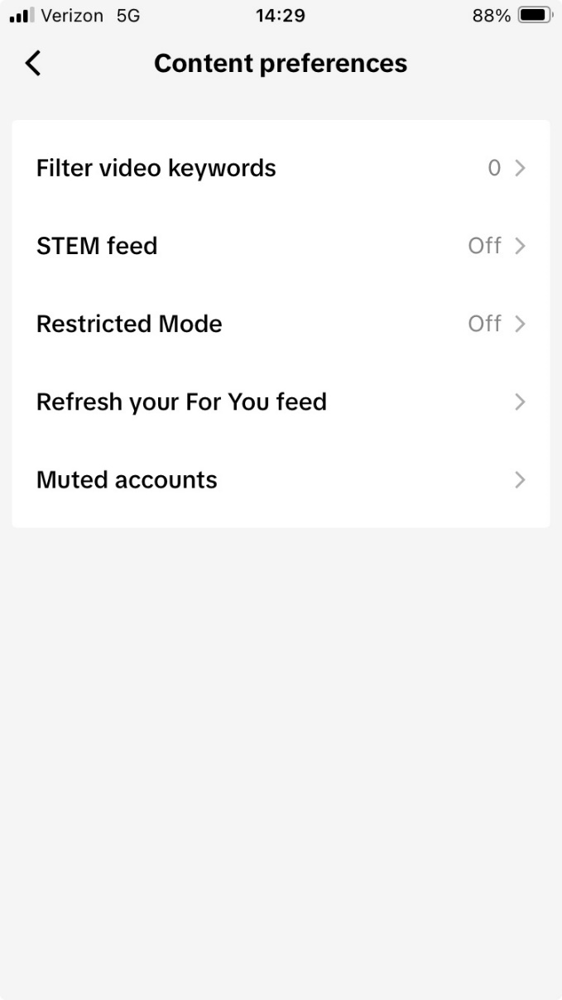 Verizon 5G 14:29 88%
Content preferences
Filter video keywords 0
STEM feed Off
Restricted Mode Off
Refresh your For You feed
Muted accounts